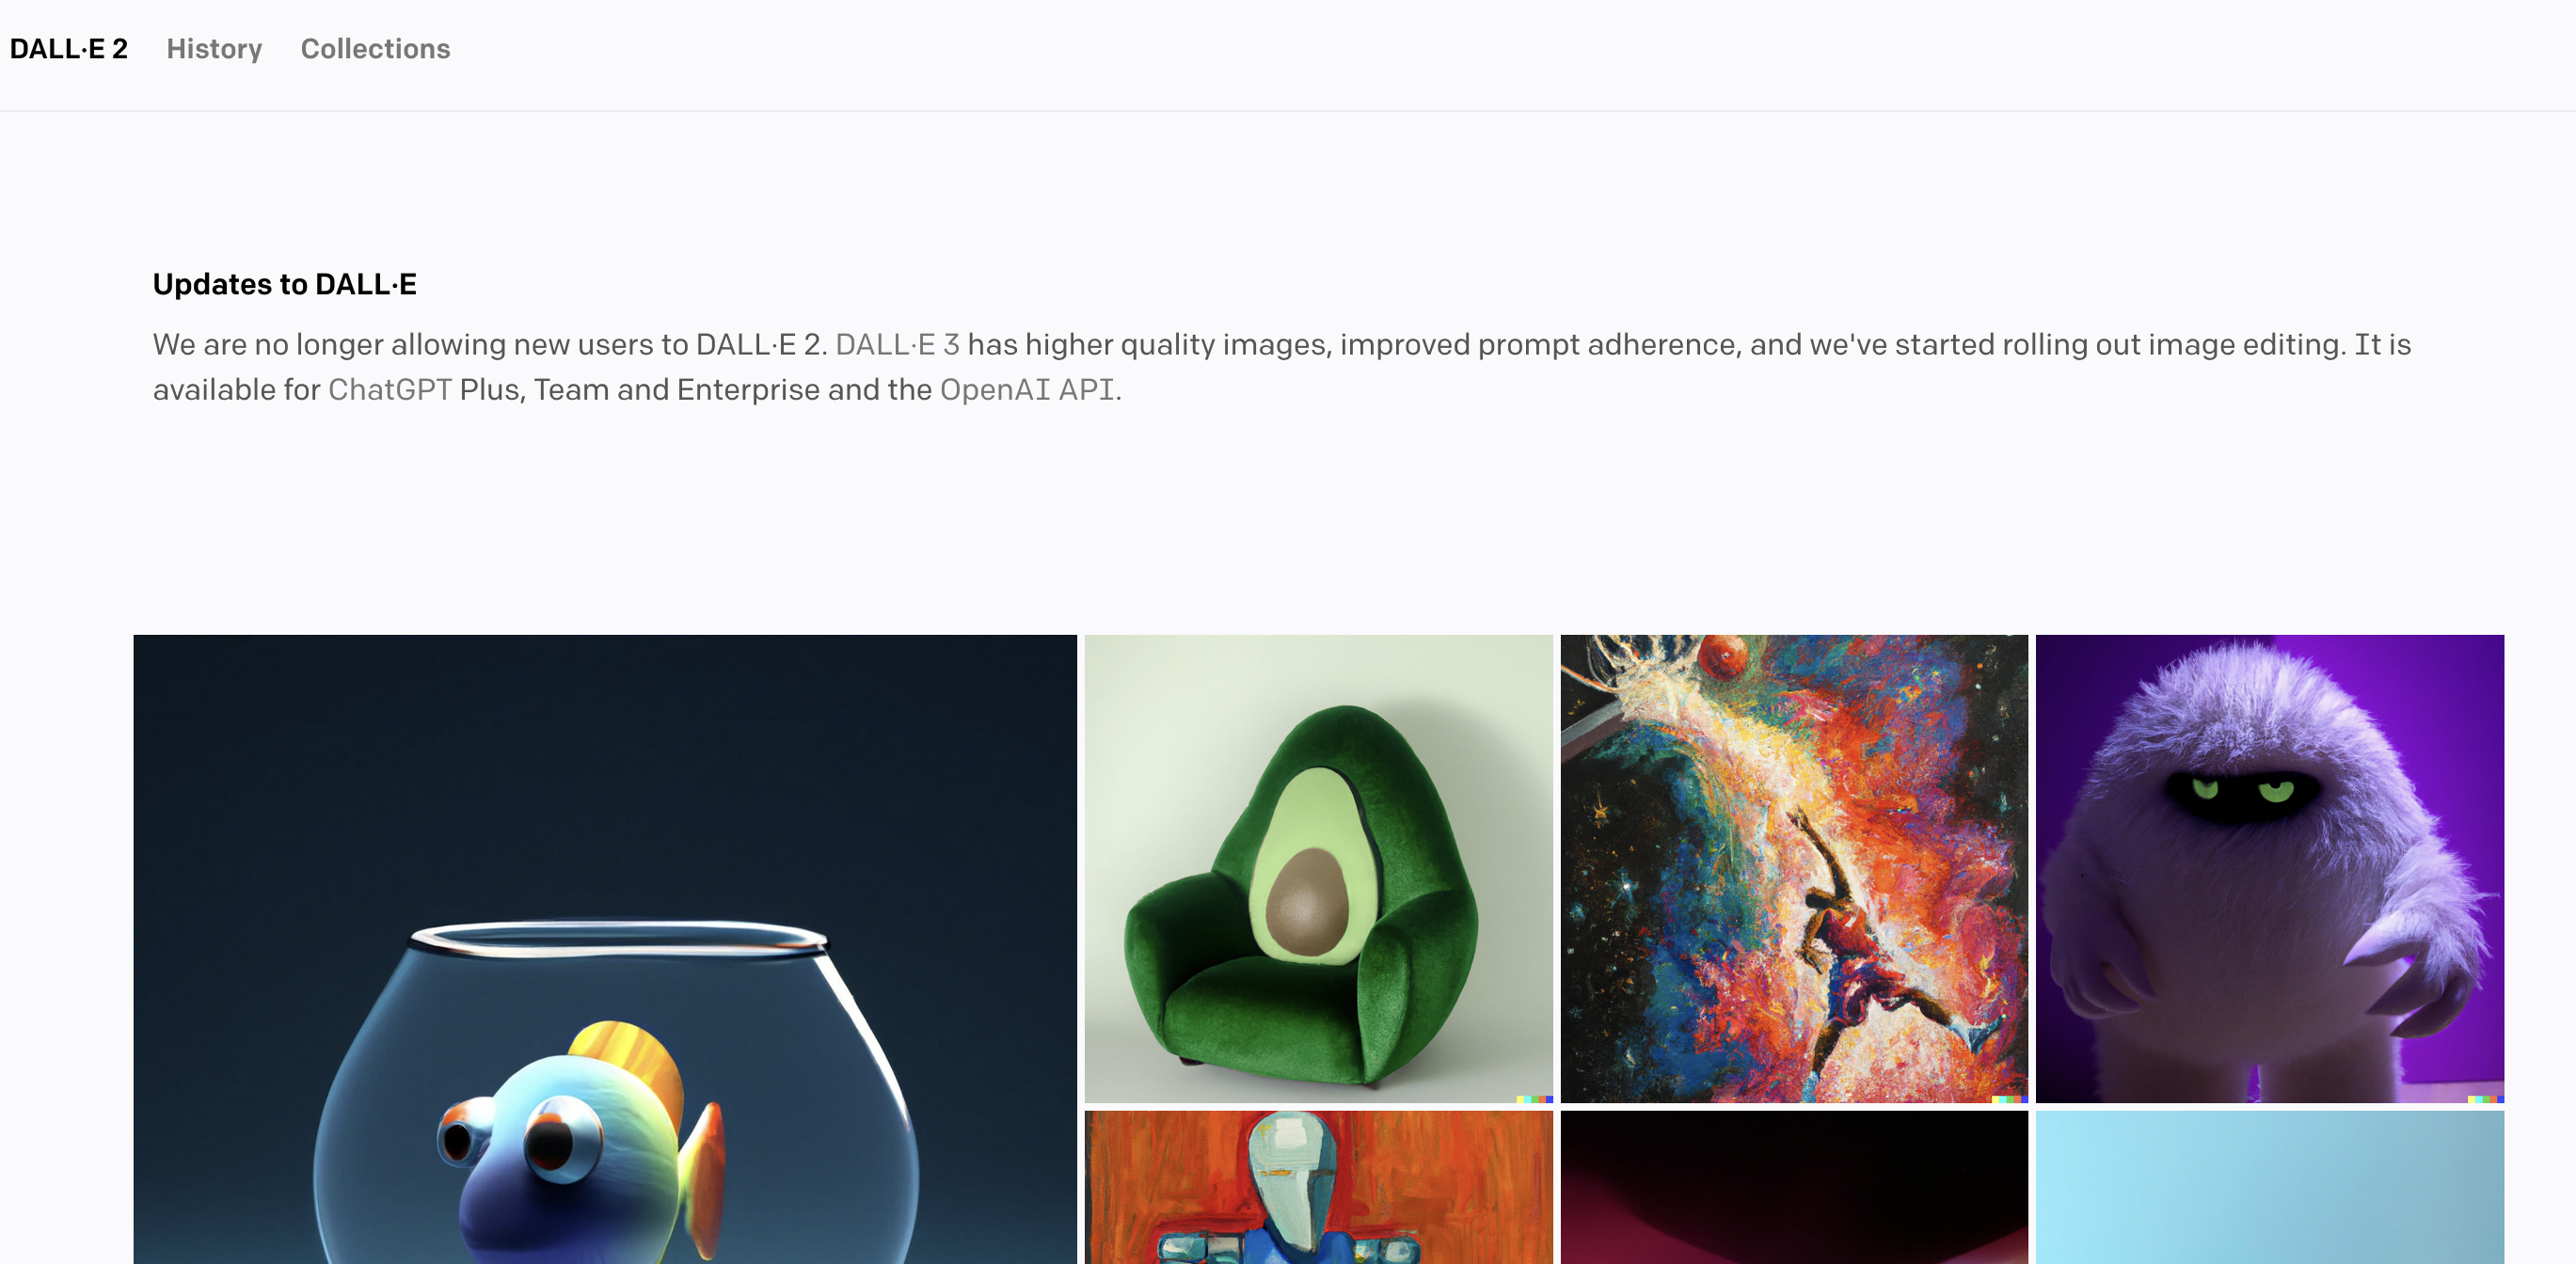 DALL·E 2 History Collections
Updates to DALL·E
We are no longer allowing new users to DALL·E 2. DALL·E 3 has higher quality images, improved prompt adherence, and we've started rolling out image editing. It is
available for ChatGPT Plus, Team and Enterprise and the OpenAI API.